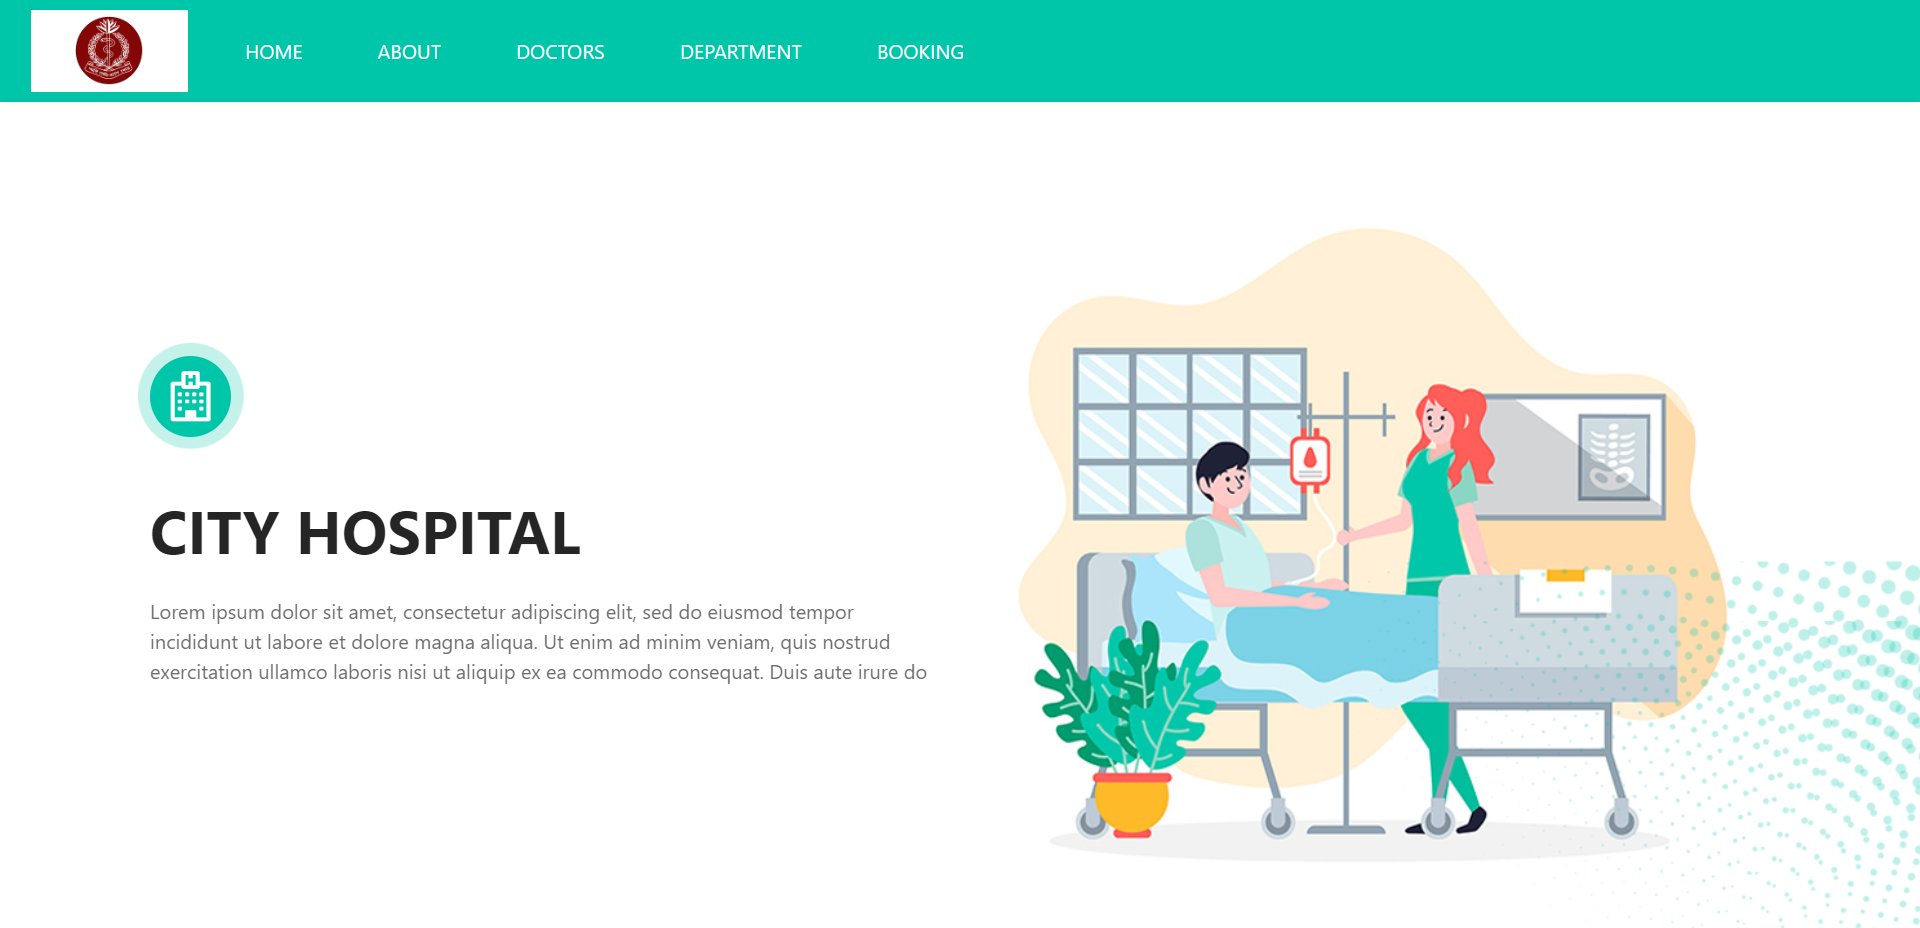 HOME ABOUT DOCTORS DEPARTMENT BOOKING
H
CITY HOSPITAL
Lorem ipsum dolor sit amet, consectetur adipiscing elit, sed do eiusmod tempor
incididunt ut labore et dolore magna aliqua. Ut enim ad minim veniam, quis nostrud
exercitation ullamco laboris nisi ut aliquip ex ea commodo consequat. Duis aute irure do